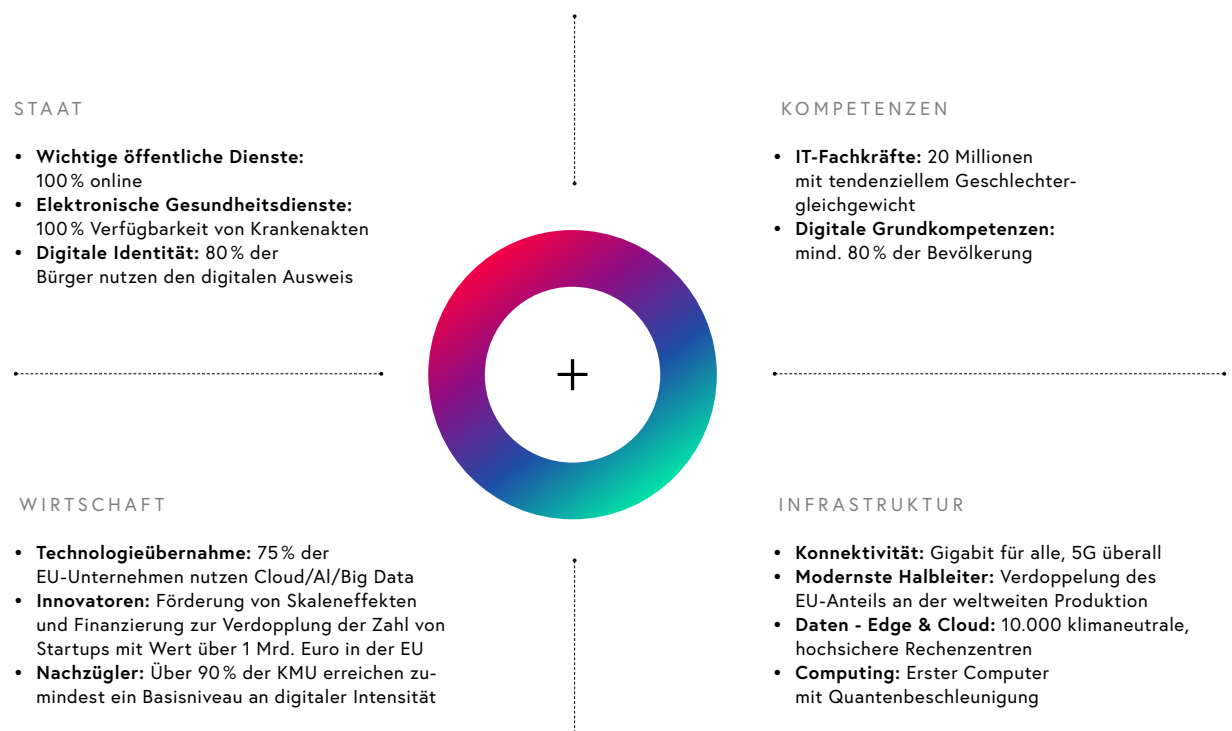 STAAT
• Wichtige öffentliche Dienste:
100 % online
• Elektronische Gesundheitsdienste:
100 % Verfügbarkeit von Krankenakten
• Digitale Identität: 80 % der
Bürger nutzen den digitalen Ausweis
KOMPETENZEN
• IT-Fachkräfte: 20 Millionen
mit tendenziellem Geschlechter-
gleichgewicht
• Digitale Grundkompetenzen:
mind. 80 % der Bevölkerung
WIRTSCHAFT
• Technologieübernahme: 75 % der
EU-Unternehmen nutzen Cloud/AI/Big Data
• Innovatoren: Förderung von Skaleneffekten
und Finanzierung zur Verdopplung der Zahl von
Startups mit Wert über 1 Mrd. Euro in der EU
• Nachzügler: Über 90 % der KMU erreichen zu-
mindest ein Basisniveau an digitaler Intensität
INFRASTRUKTUR
• Konnektivität: Gigabit für alle, 5G überall
• Modernste Halbleiter: Verdoppelung des
EU-Anteils an der weltweiten Produktion
• Daten - Edge & Cloud: 10.000 klimaneutrale,
hochsichere Rechenzentren
• Computing: Erster Computer
mit Quantenbeschleunigung